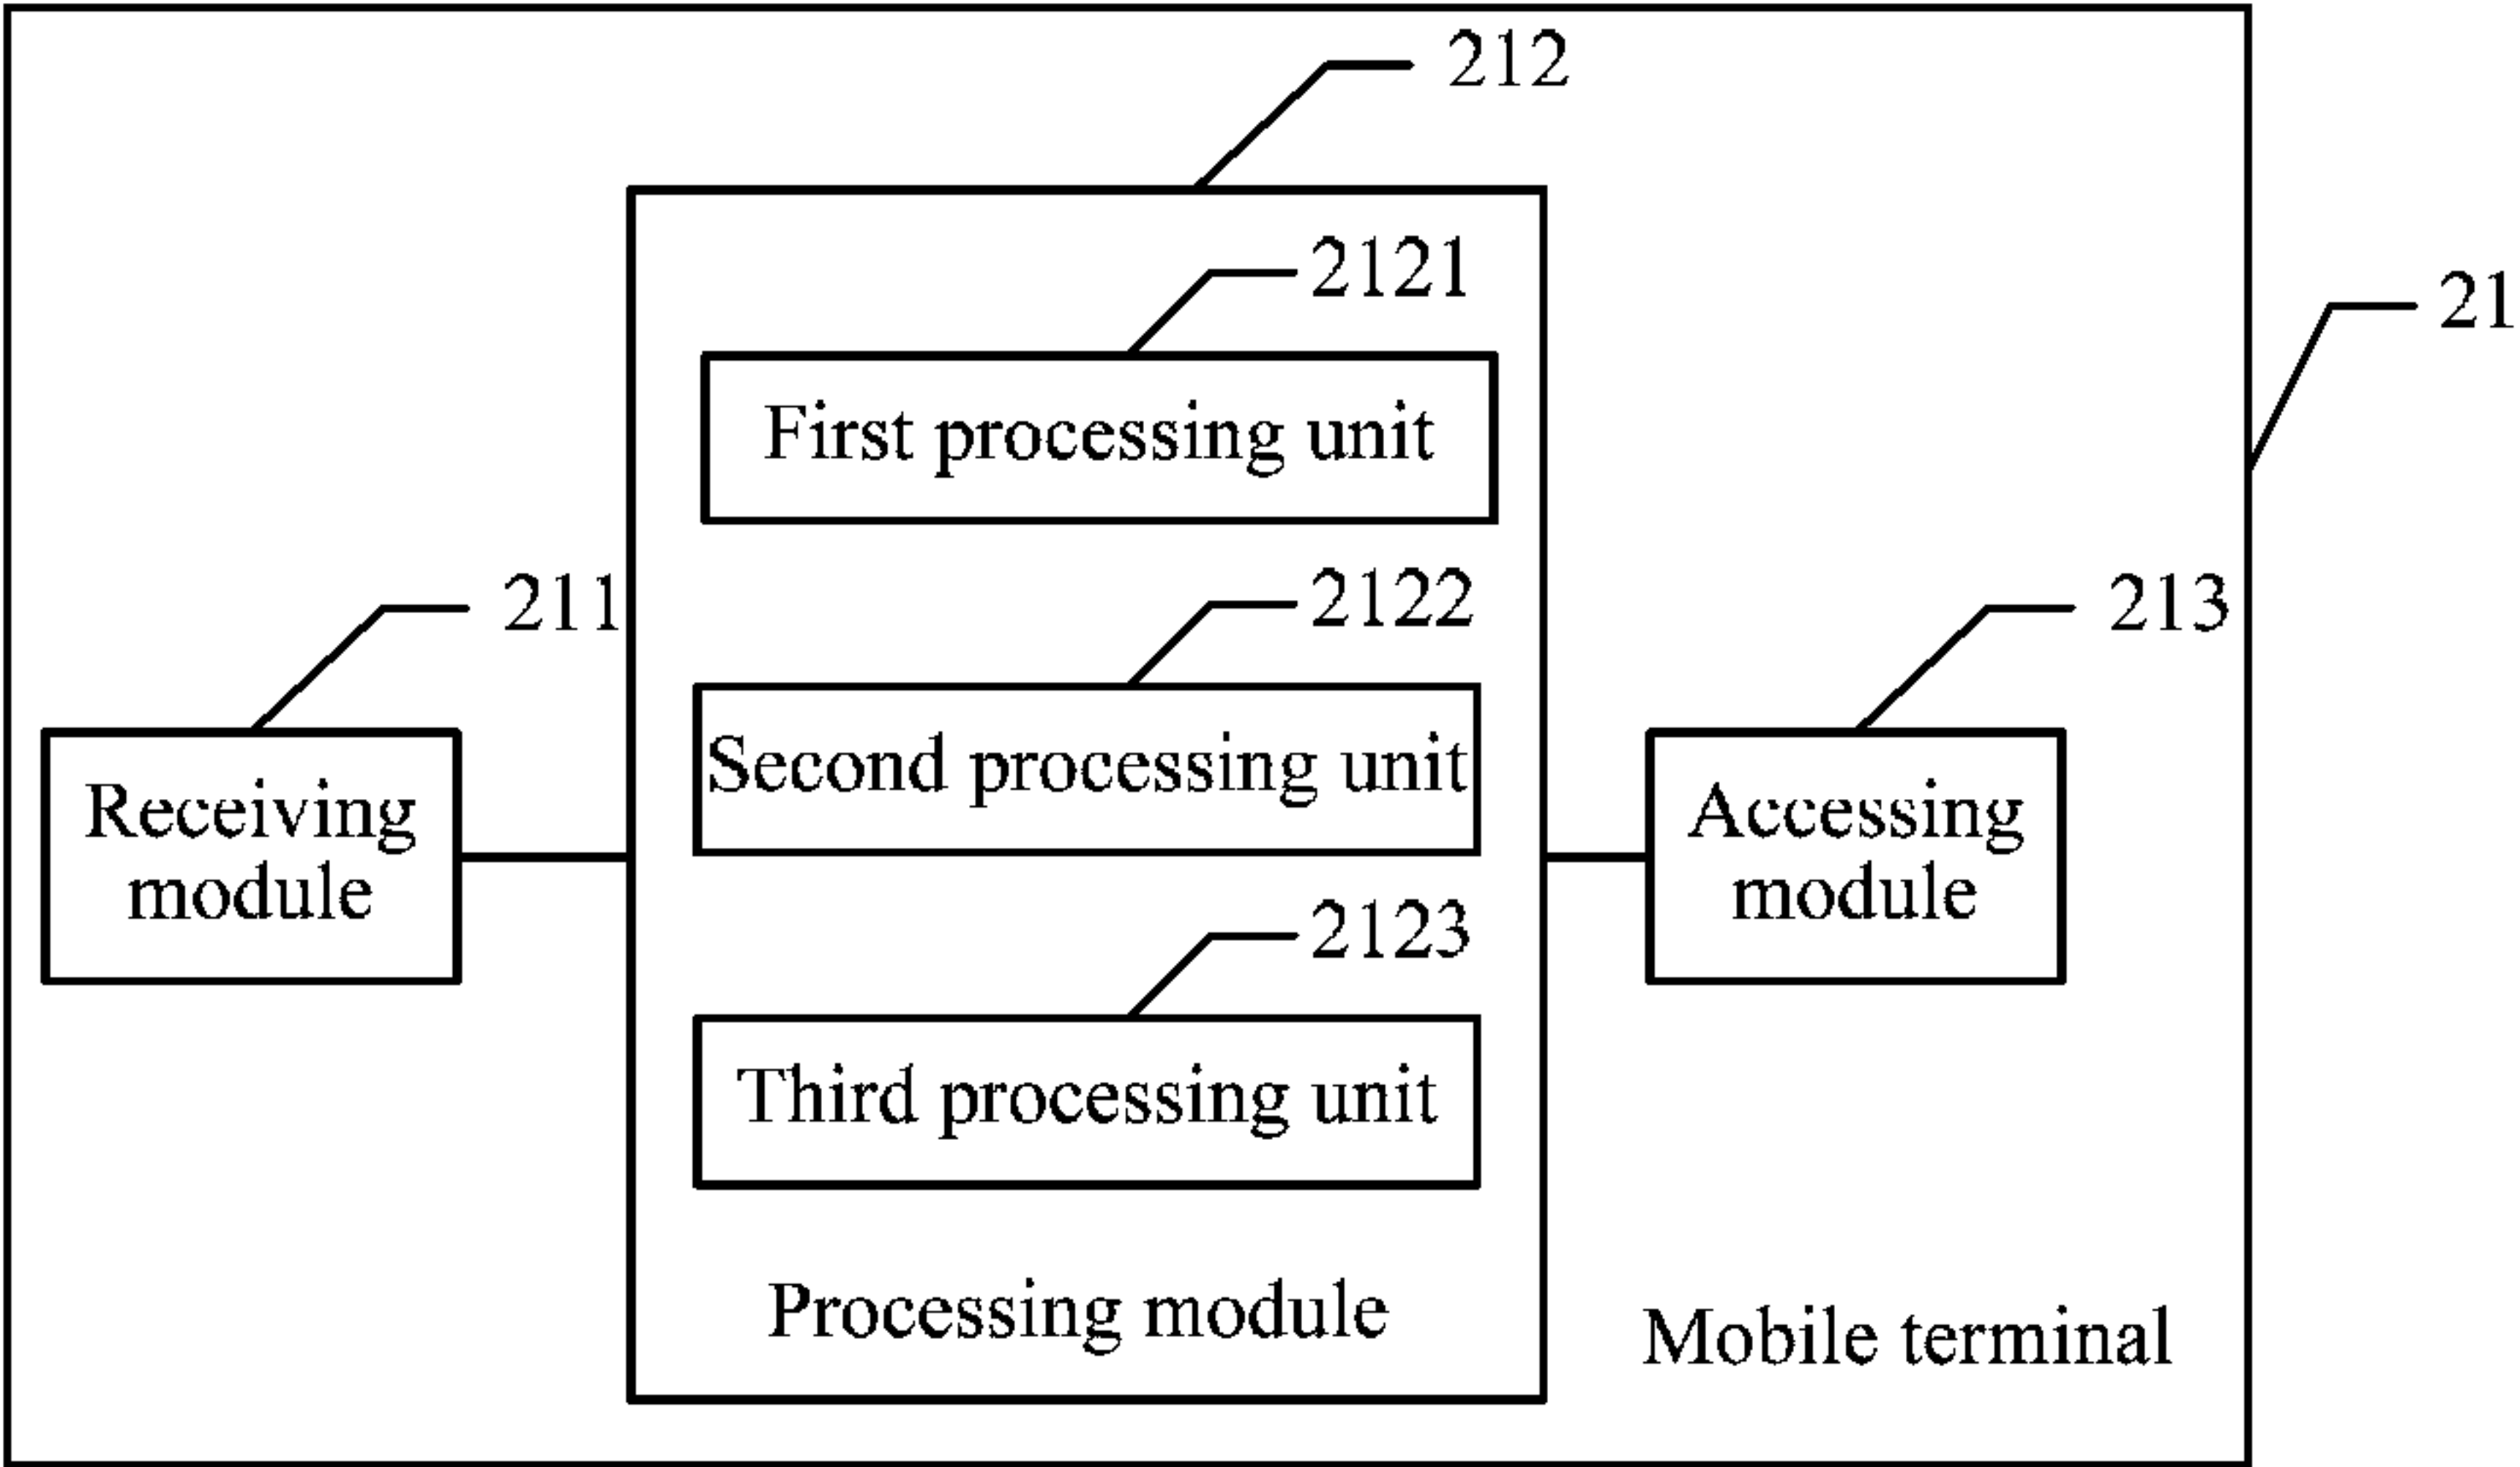 212
2121
21
First processing unit
211
2122
213
Second processing unit
Receiving
module
Accessing
module
2123
Third processing unit
Processing module
Mobile terminal